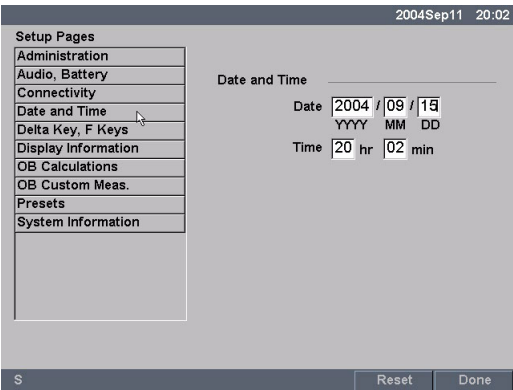 2004Sep11 20:02
Setup Pages
Administration
Audio, Battery
Connectivity
Date and Time
Delta Key, F Keys
Display Information
OB Calculations
OB Custom Meas.
Presets
System Information
Date and Time
Date 2004 / 09 / 15
YYYY MM DD
Time 20 hr 02 min
S Reset Done